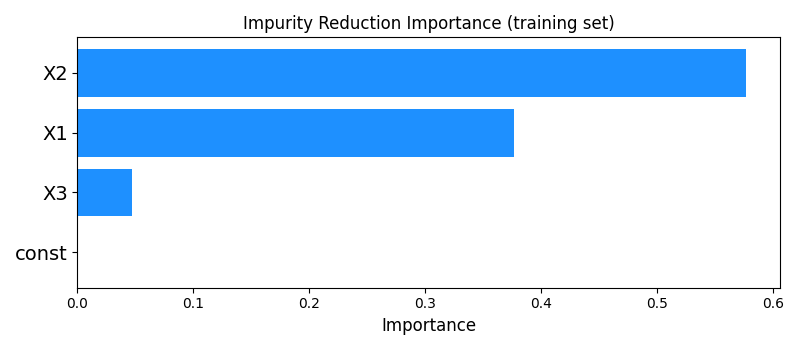 Impurity Reduction Importance (training set)
X2
X1
X3
const
0.0 0.1 0.2 0.3 0.4 0.5 0.6
Importance